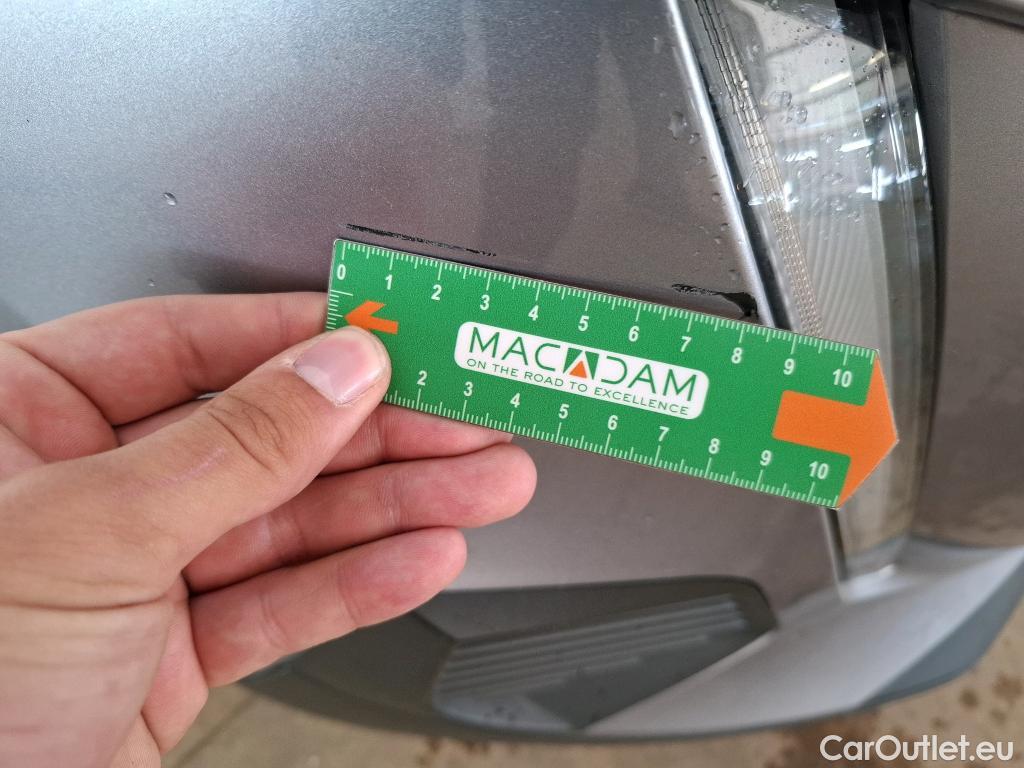 0 1 2 3 4 5 6 7 8 9 10
MACADAM
ON THE ROAD TO EXCELLENCE
2 3 4 5 6 7 8 9 10
CarOutlet.eu